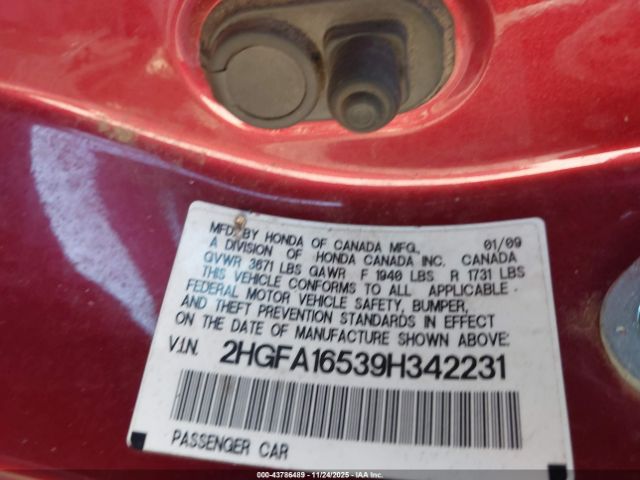 MFD. BY HONDA OF CANADA MFG. 01/09
A DIVISION OF HONDA CANADA INC. CANADA
GVWR 3671 LBS GAWR F 1940 LBS R 1731 LBS
THIS VEHICLE CONFORMS TO ALL APPLICABLE
FEDERAL MOTOR VEHICLE SAFETY, BUMPER,
AND THEFT PREVENTION STANDARDS IN EFFECT
ON THE DATE OF MANUFACTURE SHOWN ABOVE:
V.I.N. 2HGFA16539H342231
PASSENGER CAR
000-43786489 - 11/24/2025 - IAA Inc.